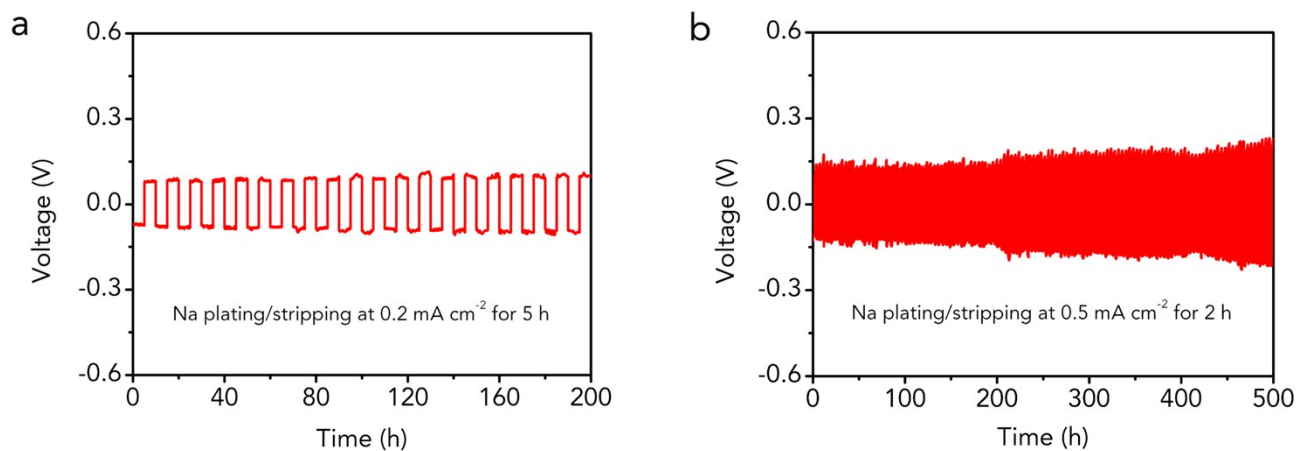 a
0.6
0.3
0.0
-0.3
-0.6
Voltage (V)
Na plating/stripping at 0.2 mA cm⁻² for 5 h
0 40 80 120 160 200
Time (h)
b
0.6
0.3
0.0
-0.3
-0.6
Voltage (V)
Na plating/stripping at 0.5 mA cm⁻² for 2 h
0 100 200 300 400 500
Time (h)